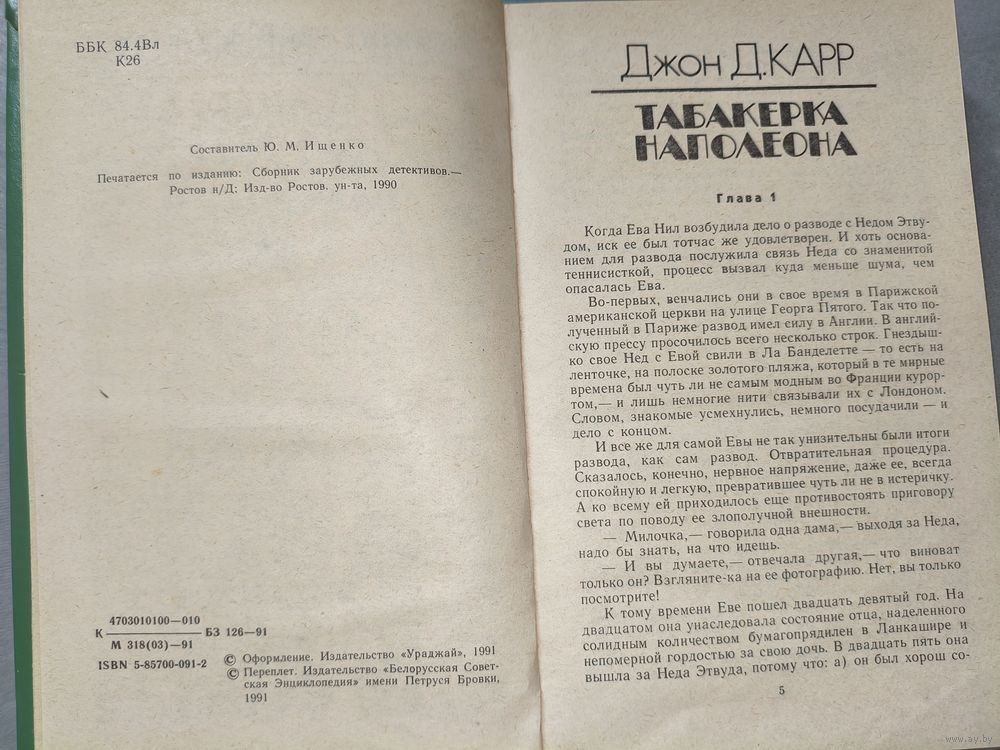 ББК 84.4Вл
К26
Составитель Ю. М. Ищенко
Печатается по изданию: Сборник зарубежных детективов.—
Ростов н/Д: Изд-во Ростов. ун-та, 1990
4703010100—010
К ——— БЗ 126—91
М 318(03)—91
ISBN 5-85700-091-2
© Оформление. Издательство «Ураджай», 1991
© Переплет. Издательство «Белорусская Совет-
ская Энциклопедия» имени Петруся Бровки,
1991
Джон Д.Карр
ТАБАКЕРКА
НАПОЛЕОНА
Глава 1
Когда Ева Нил возбудила дело о разводе с Недом Этву-
дом, иск ее был тотчас же удовлетворен. И хоть основа-
нием для развода послужила связь Неда со знаменитой
теннисисткой, процесс вызвал куда меньше шума, чем
опасалась Ева.
Во-первых, венчались они в свое время в Парижской
американской церкви на улице Георга Пятого. Так что по-
лученный в Париже развод имел силу в Англии. В англий-
скую прессу просочилось всего несколько строк. Гнездыш-
ко свое Нед с Евой свили в Ла Банделетте — то есть на
ленточке, на полоске золотого пляжа, который в те мирные
времена был чуть ли не самым модным во Франции курор-
том,— и лишь немногие нити связывали их с Лондоном.
Словом, знакомые усмехнулись, немного посудачили — и
дело с концом.
И все же для самой Евы не так унизительны были итоги
развода, как сам развод. Отвратительная процедура.
Сказалось, конечно, нервное напряжение, даже ее, всегда
спокойную и легкую, превратившее чуть ли не в истеричку.
А ко всему ей приходилось еще противостоять приговору
света по поводу ее злополучной внешности.
— Милочка,— говорила одна дама,— выходя за Неда,
надо бы знать, на что идешь.
— И вы думаете,— отвечала другая,— что виноват
только он? Взгляните-ка на ее фотографию. Нет, вы только
посмотрите!
К тому времени Еве пошел двадцать девятый год. На
двадцатом она унаследовала состояние отца, наделенного
солидным количеством бумагопрядилен в Ланкашире и
непомерной гордостью за свою дочь. В двадцать пять она
вышла за Неда Этвуда, потому что: а) он был хорош со-
5
www.ay.by